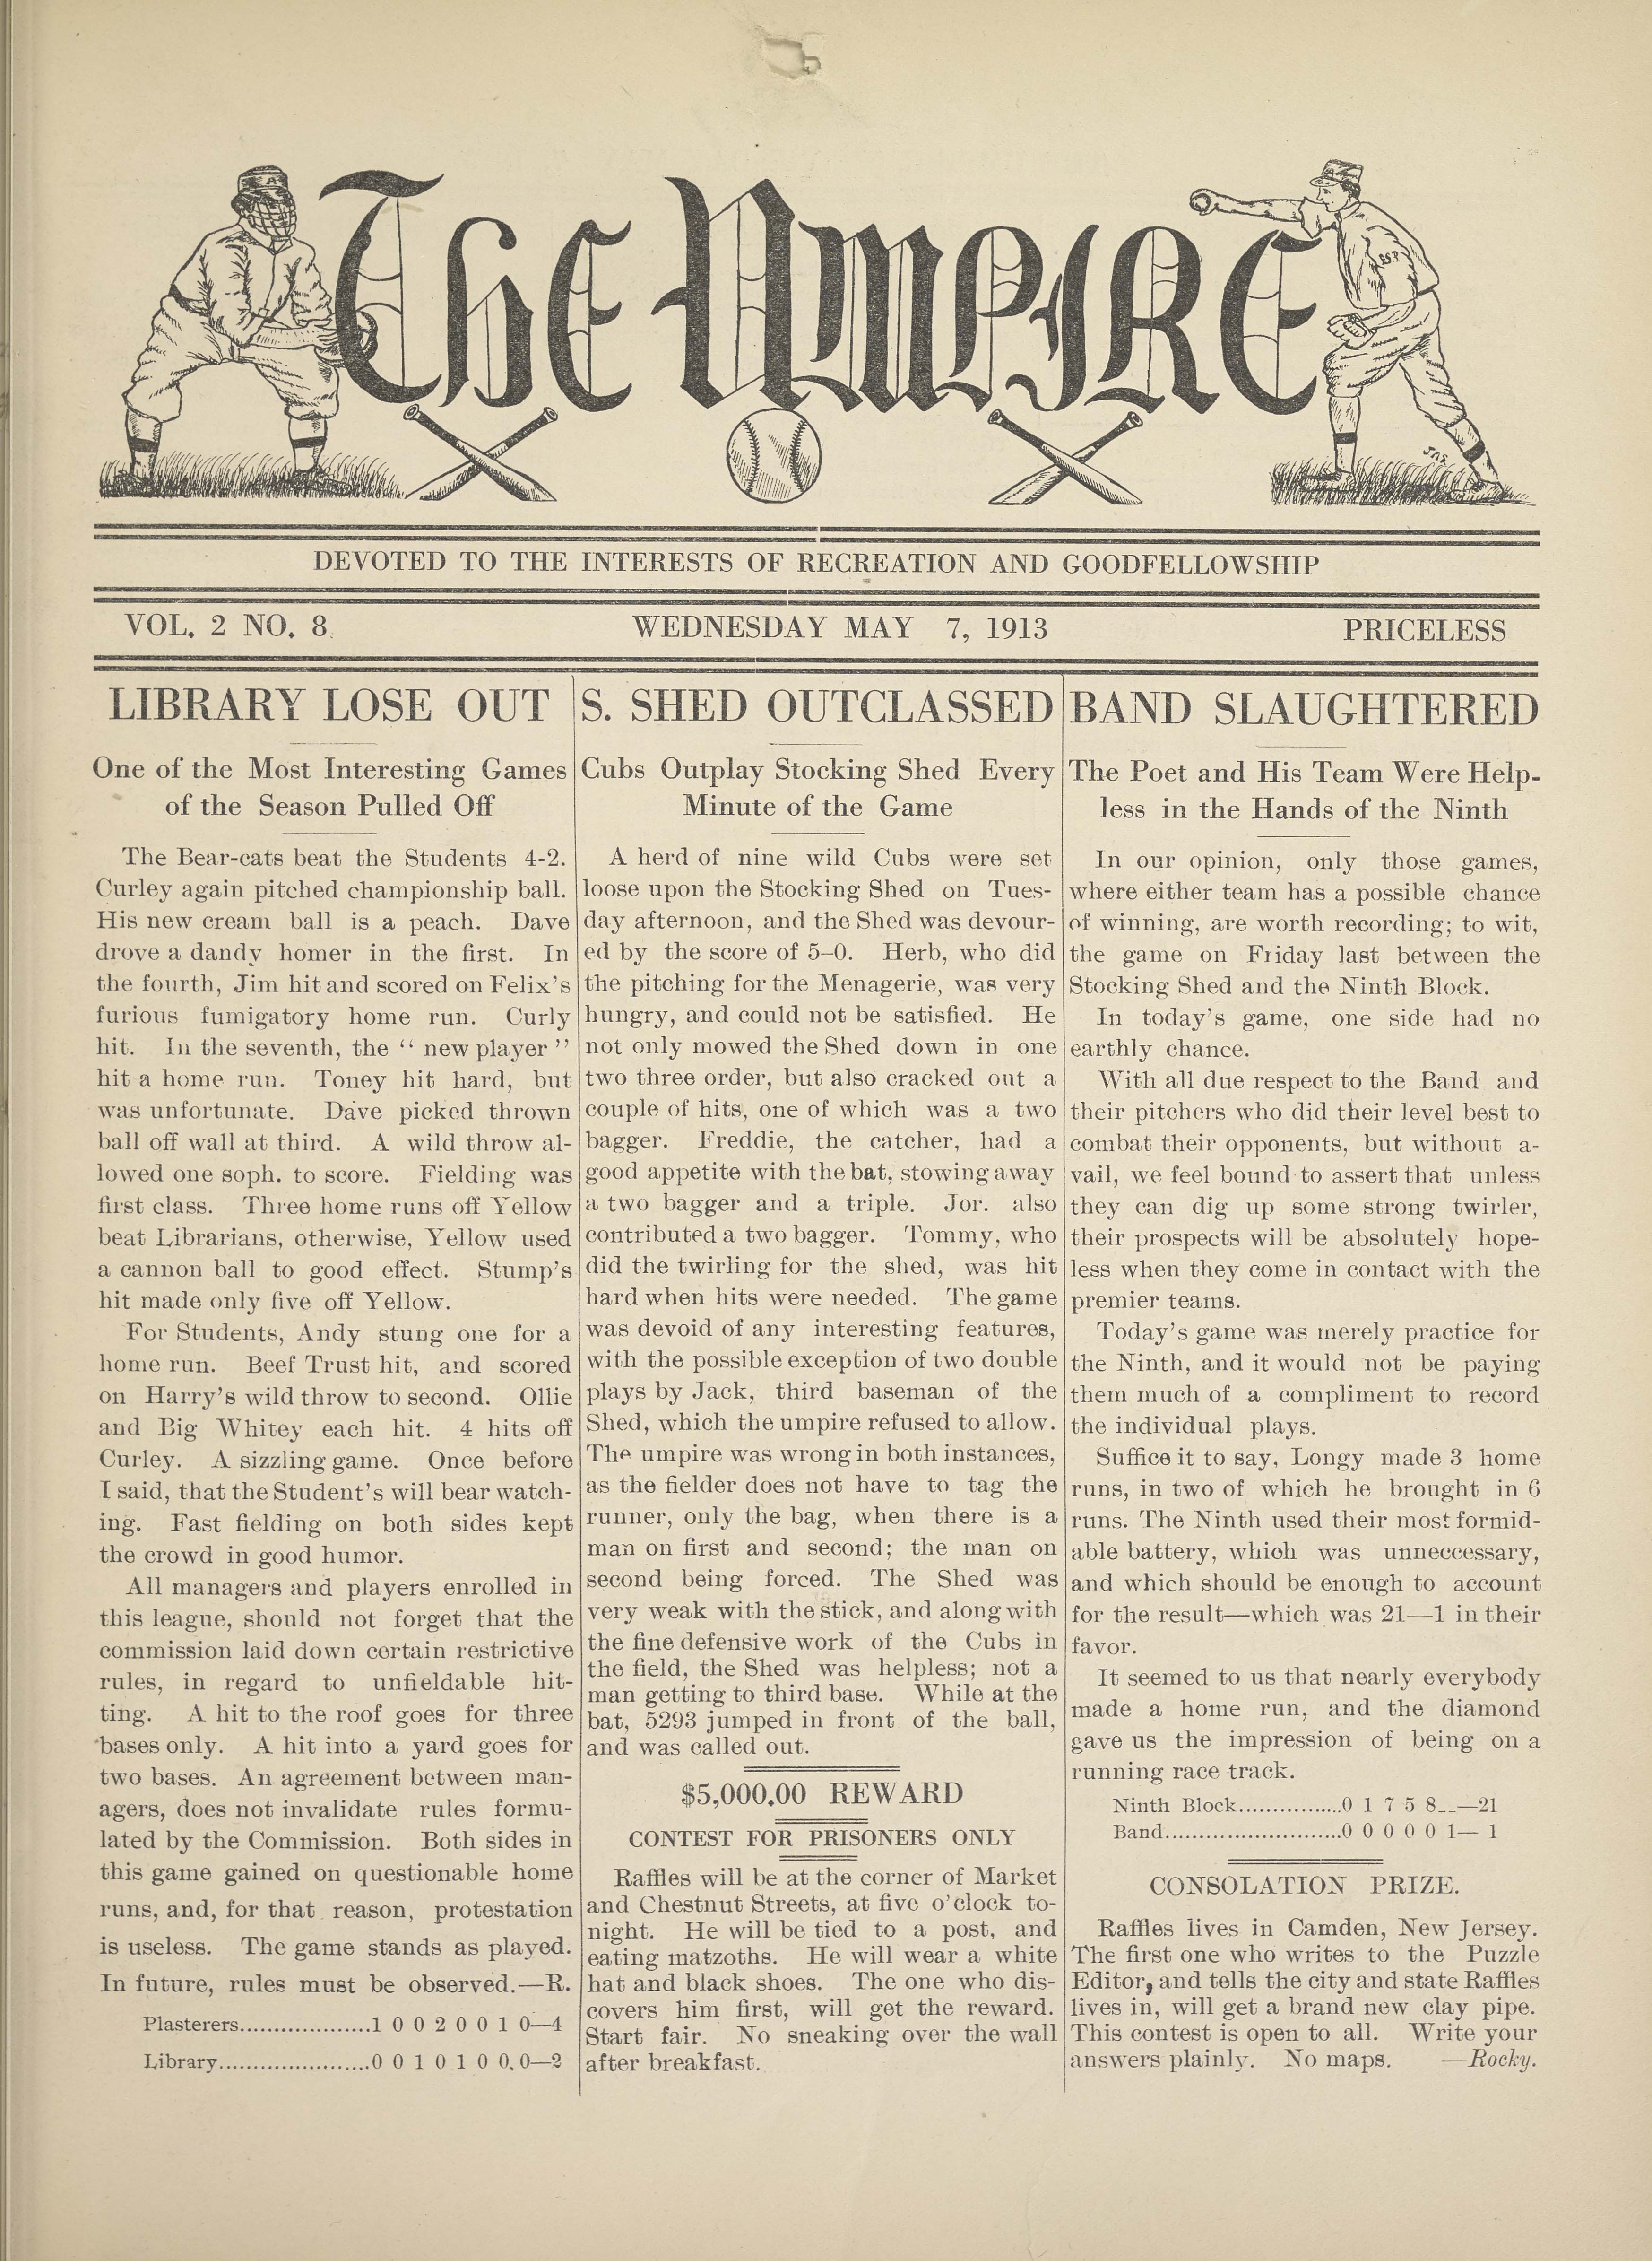 The Umpire
DEVOTED TO THE INTERESTS OF RECREATION AND GOODFELLOWSHIP
VOL. 2 NO. 8.
WEDNESDAY MAY 7, 1913
PRICELESS
LIBRARY LOSE OUT
One of the Most Interesting Games
of the Season Pulled Off
The Bear-cats beat the Students 4-2.
Curley again pitched championship ball.
His new cream ball is a peach. Dave
drove a dandy homer in the first. In
the fourth, Jim hit and scored on Felix's
furious fumigatory home run. Curly
hit. In the seventh, the " new player "
hit a home run. Toney hit hard, but
was unfortunate. Dave picked thrown
ball off wall at third. A wild throw al-
lowed one soph. to score. Fielding was
first class. Three home runs off Yellow
beat Librarians, otherwise, Yellow used
a cannon ball to good effect. Stump's
hit made only five off Yellow.
For Students, Andy stung one for a
home run. Beef Trust hit, and scored
on Harry's wild throw to second. Ollie
and Big Whitey each hit. 4 hits off
Curley. A sizzling game. Once before
I said, that the Student's will bear watch-
ing. Fast fielding on both sides kept
the crowd in good humor.
All managers and players enrolled in
this league, should not forget that the
commission laid down certain restrictive
rules, in regard to unfieldable hit-
ting. A hit to the roof goes for three
bases only. A hit into a yard goes for
two bases. An agreement between man-
agers, does not invalidate rules formu-
lated by the Commission. Both sides in
this game gained on questionable home
runs, and, for that reason, protestation
is useless. The game stands as played.
In future, rules must be observed.—R.
Plasterers...................1 0 0 2 0 0 1 0—4
Library......................0 0 1 0 1 0 0. 0—2
S. SHED OUTCLASSED
Cubs Outplay Stocking Shed Every
Minute of the Game
A herd of nine wild Cubs were set
loose upon the Stocking Shed on Tues-
day afternoon, and the Shed was devour-
ed by the score of 5–0. Herb, who did
the pitching for the Menagerie, was very
hungry, and could not be satisfied. He
not only mowed the Shed down in one
two three order, but also cracked out a
couple of hits, one of which was a two
bagger. Freddie, the catcher, had a
good appetite with the bat, stowing away
a two bagger and a triple. Jor. also
contributed a two bagger. Tommy, who
did the twirling for the shed, was hit
hard when hits were needed. The game
was devoid of any interesting features,
with the possible exception of two double
plays by Jack, third baseman of the
Shed, which the umpire refused to allow.
The umpire was wrong in both instances,
as the fielder does not have to tag the
runner, only the bag, when there is a
man on first and second; the man on
second being forced. The Shed was
very weak with the stick, and along with
the fine defensive work of the Cubs in
the field, the Shed was helpless; not a
man getting to third base. While at the
bat, 5293 jumped in front of the ball,
and was called out.
$5,000.00 REWARD
CONTEST FOR PRISONERS ONLY
Raffles will be at the corner of Market
and Chestnut Streets, at five o'clock to-
night. He will be tied to a post, and
eating matzoths. He will wear a white
hat and black shoes. The one who dis-
covers him first, will get the reward.
Start fair. No sneaking over the wall
after breakfast.
BAND SLAUGHTERED
The Poet and His Team Were Help-
less in the Hands of the Ninth
In our opinion, only those games,
where either team has a possible chance
of winning, are worth recording; to wit,
the game on Friday last between the
Stocking Shed and the Ninth Block.
In today's game, one side had no
earthly chance.
With all due respect to the Band and
their pitchers who did their level best to
combat their opponents, but without a-
vail, we feel bound to assert that unless
they can dig up some strong twirler,
their prospects will be absolutely hope-
less when they come in contact with the
premier teams.
Today's game was merely practice for
the Ninth, and it would not be paying
them much of a compliment to record
the individual plays.
Suffice it to say, Longy made 3 home
runs, in two of which he brought in 6
runs. The Ninth used their most formid-
able battery, which was unneccessary,
and which should be enough to account
for the result—which was 21—1 in their
favor.
It seemed to us that nearly everybody
made a home run, and the diamond
gave us the impression of being on a
running race track.
Ninth Block...............0 1 7 5 8_ _—21
Band..........................0 0 0 0 0 1— 1
CONSOLATION PRIZE.
Raffles lives in Camden, New Jersey.
The first one who writes to the Puzzle
Editor, and tells the city and state Raffles
lives in, will get a brand new clay pipe.
This contest is open to all. Write your
answers plainly. No maps. —Rocky.